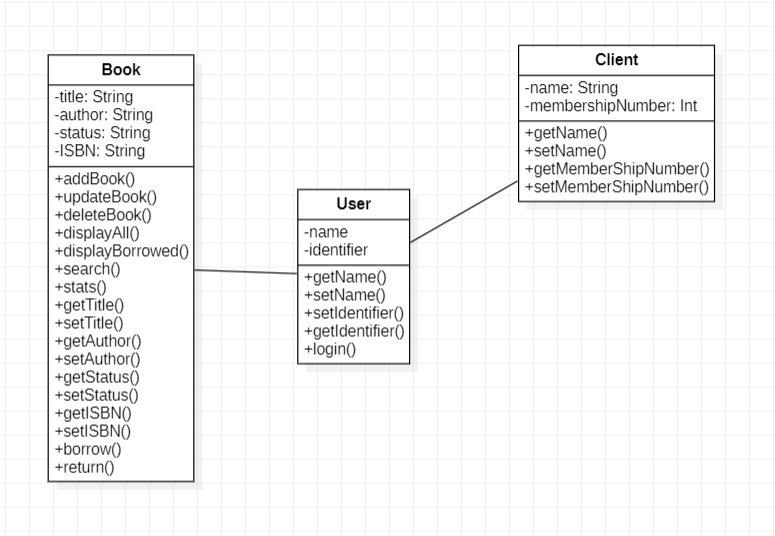 Book
-title: String
-author: String
-status: String
-ISBN: String
+addBook()
+updateBook()
+deleteBook()
+displayAll()
+displayBorrowed()
+search()
+stats()
+getTitle()
+setTitle()
+getAuthor()
+setAuthor()
+getStatus()
+setStatus()
+getISBN()
+setISBN()
+borrow()
+return()
User
-name
-identifier
+getName()
+setName()
+setIdentifier()
+getIdentifier()
+login()
Client
-name: String
-membershipNumber: Int
+getName()
+setName()
+getMemberShipNumber()
+setMemberShipNumber()